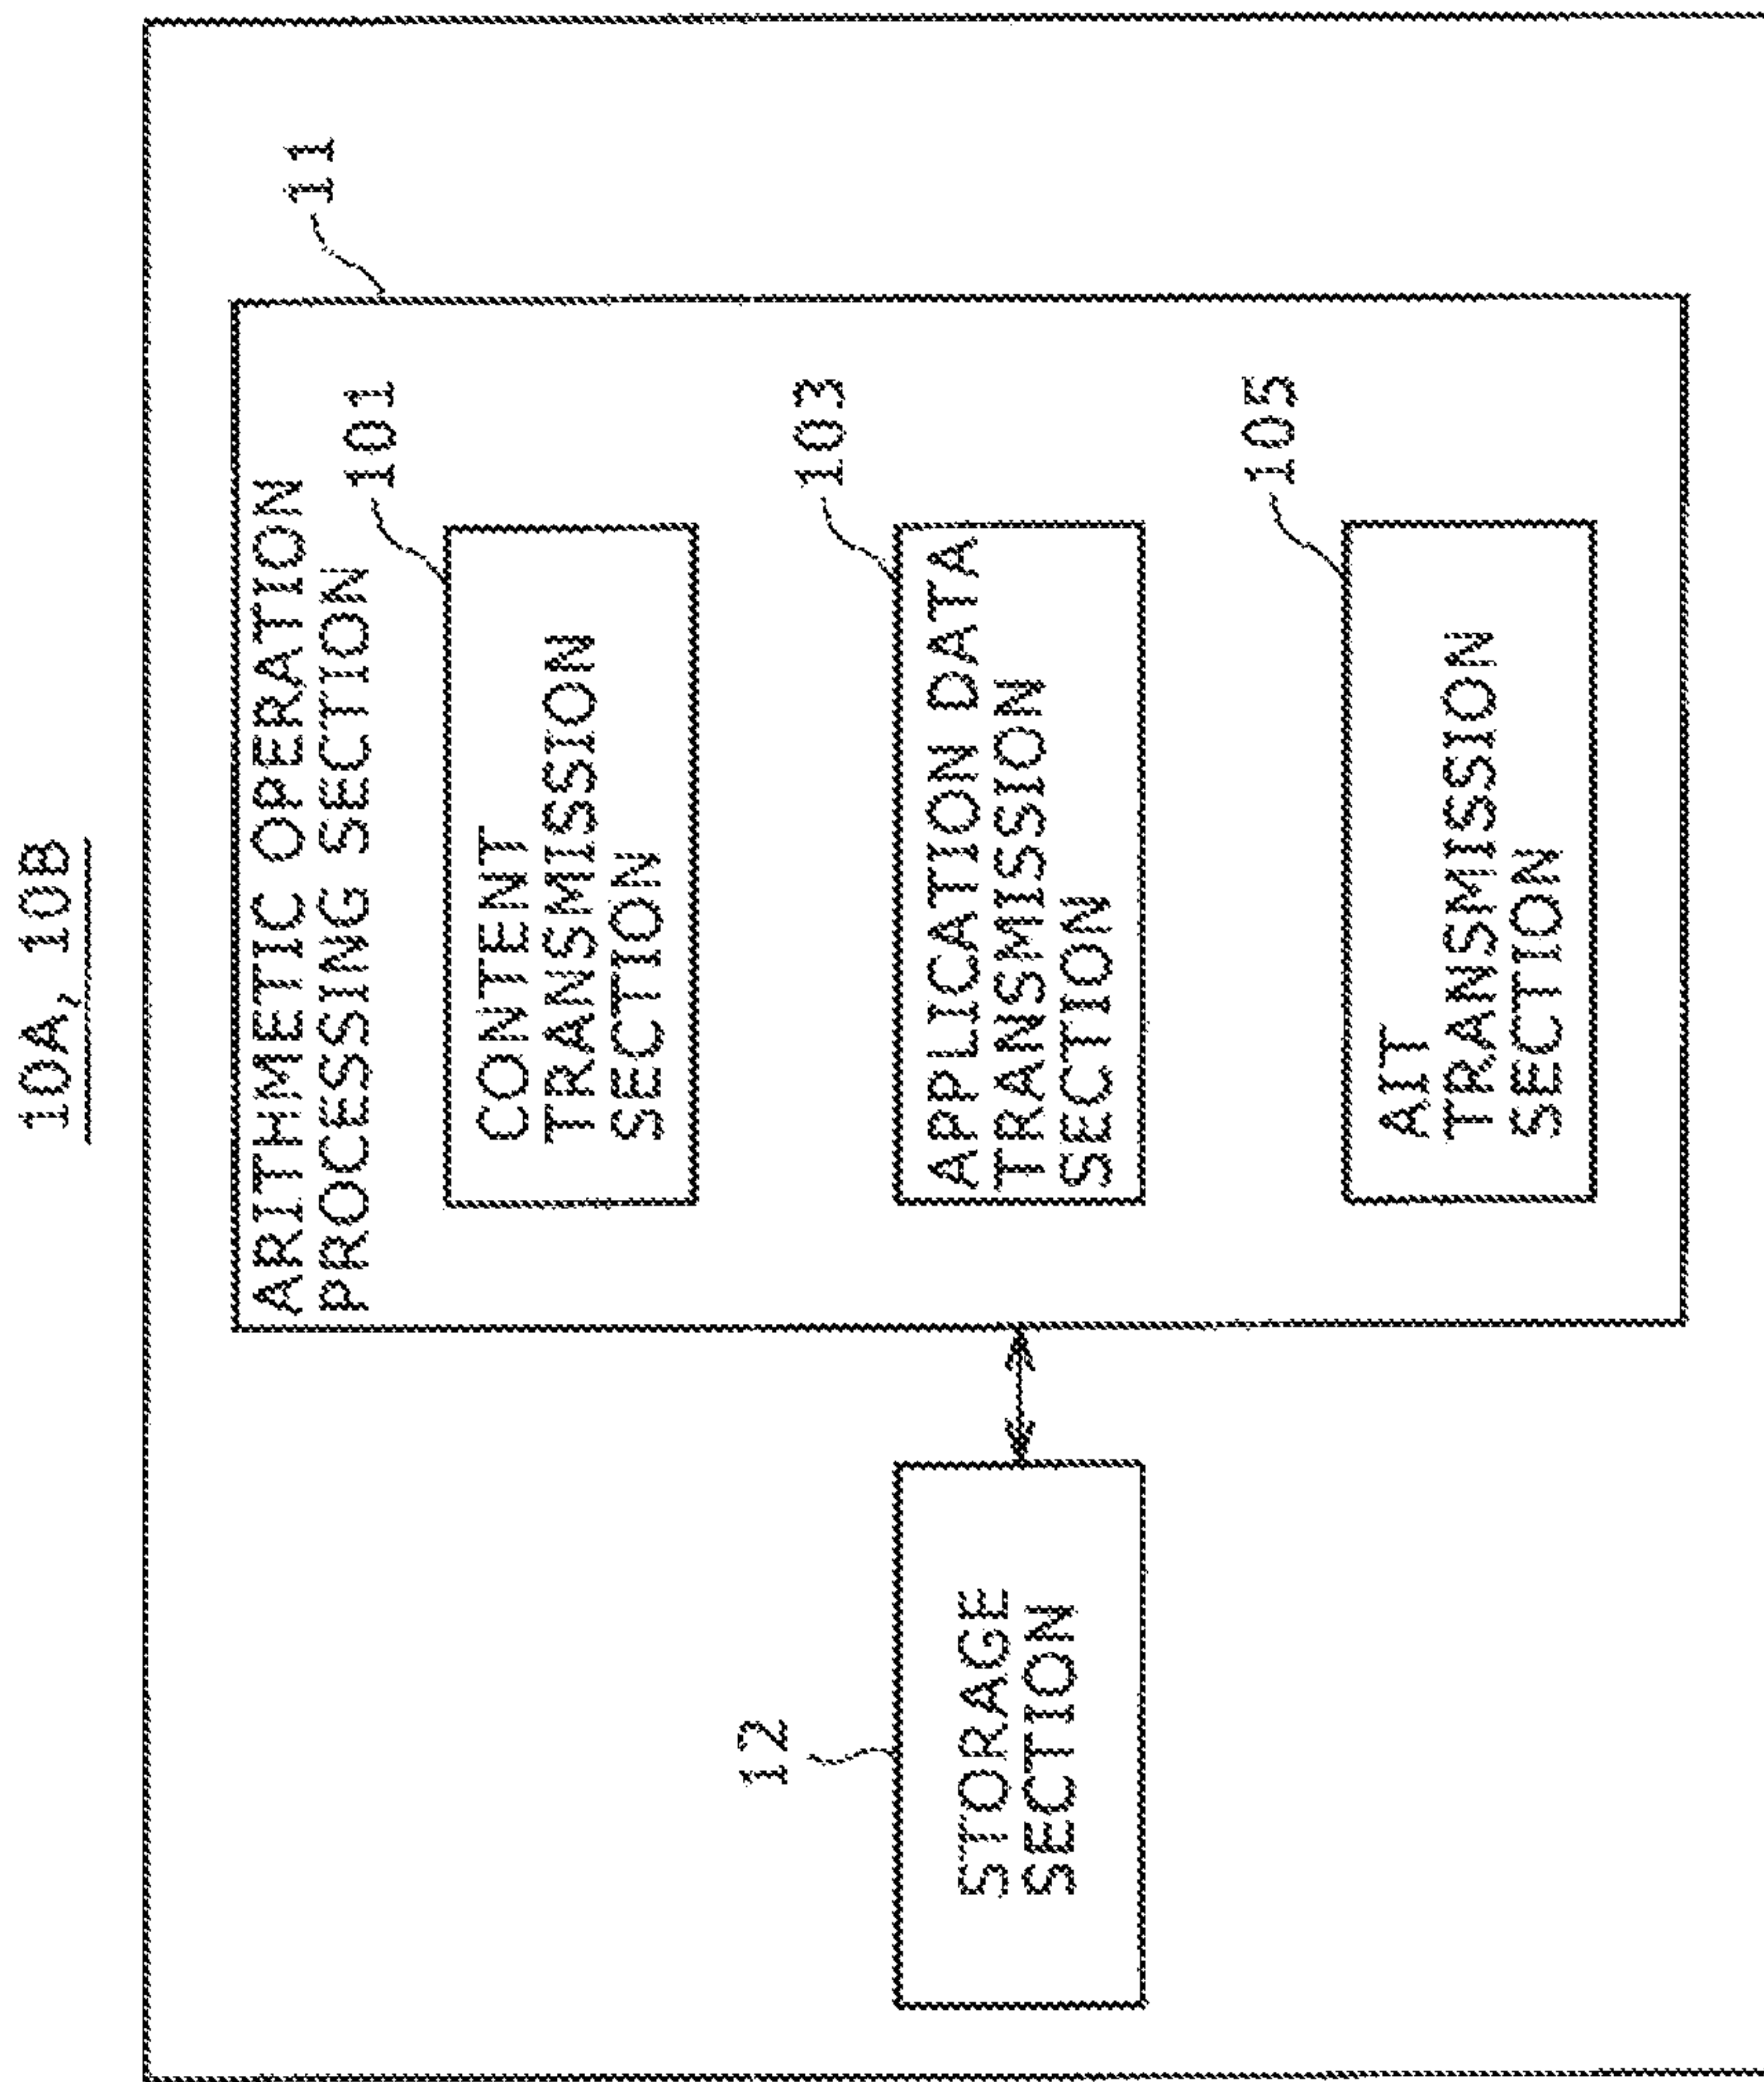 10A, 10B
11
ARITHMETIC OPERATION
PROCESSING SECTION
101
CONTENT
TRANSMISSION
SECTION
12
STORAGE
SECTION
103
APPLICATION DATA
TRANSMISSION
SECTION
105
AIT
TRANSMISSION
SECTION